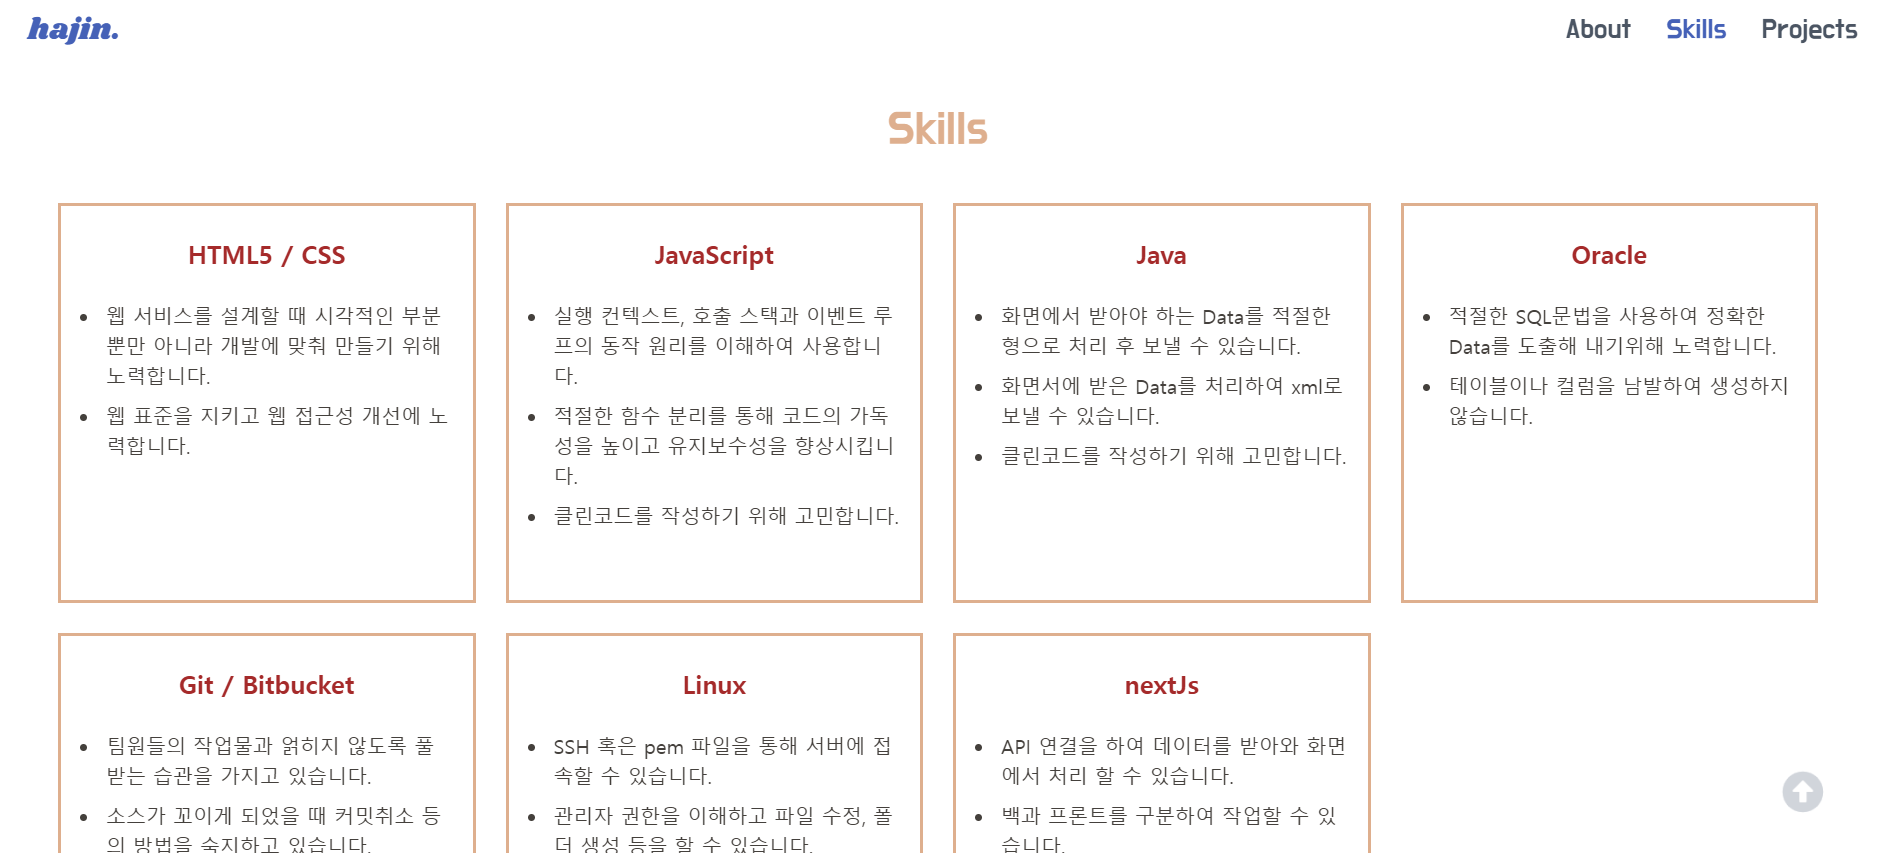 hajin.
About Skills Projects
Skills
HTML5 / CSS
웹 서비스를 설계할 때 시각적인 부분
뿐만 아니라 개발에 맞춰 만들기 위해
노력합니다.
웹 표준을 지키고 웹 접근성 개선에 노
력합니다.
JavaScript
실행 컨텍스트, 호출 스택과 이벤트 루
프의 동작 원리를 이해하여 사용합니
다.
적절한 함수 분리를 통해 코드의 가독
성을 높이고 유지보수성을 향상시킵니
다.
클린코드를 작성하기 위해 고민합니다.
Java
화면에서 받아야 하는 Data를 적절한
형으로 처리 후 보낼 수 있습니다.
화면서에 받은 Data를 처리하여 xml로
보낼 수 있습니다.
클린코드를 작성하기 위해 고민합니다.
Oracle
적절한 SQL문법을 사용하여 정확한
Data를 도출해 내기위해 노력합니다.
테이블이나 컬럼을 남발하여 생성하지
않습니다.
Git / Bitbucket
팀원들의 작업물과 얽히지 않도록 풀
받는 습관을 가지고 있습니다.
소스가 꼬이게 되었을 때 커밋취소 등
의 방법을 숙지하고 있습니다.
Linux
SSH 혹은 pem 파일을 통해 서버에 접
속할 수 있습니다.
관리자 권한을 이해하고 파일 수정, 폴
더 생성 등을 할 수 있습니다.
nextJs
API 연결을 하여 데이터를 받아와 화면
에서 처리 할 수 있습니다.
백과 프론트를 구분하여 작업할 수 있
습니다.